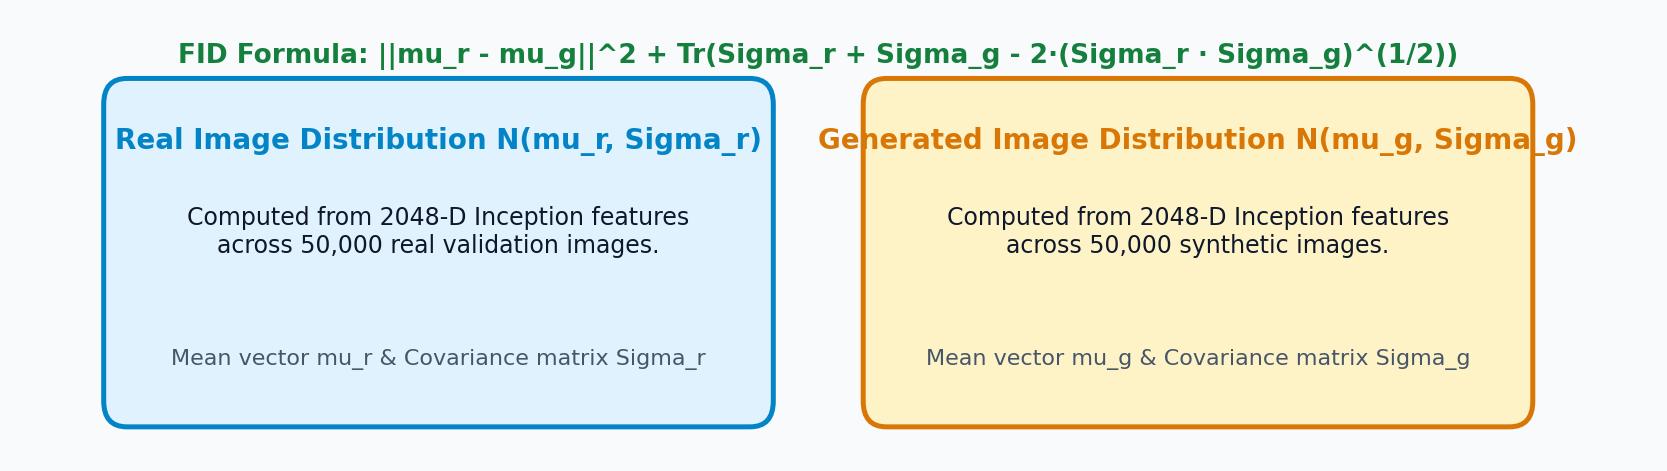 FID Formula: ||mu_r - mu_g||^2 + Tr(Sigma_r + Sigma_g - 2·(Sigma_r · Sigma_g)^(1/2))
Real Image Distribution N(mu_r, Sigma_r)
Computed from 2048-D Inception features
across 50,000 real validation images.
Mean vector mu_r & Covariance matrix Sigma_r
Generated Image Distribution N(mu_g, Sigma_g)
Computed from 2048-D Inception features
across 50,000 synthetic images.
Mean vector mu_g & Covariance matrix Sigma_g